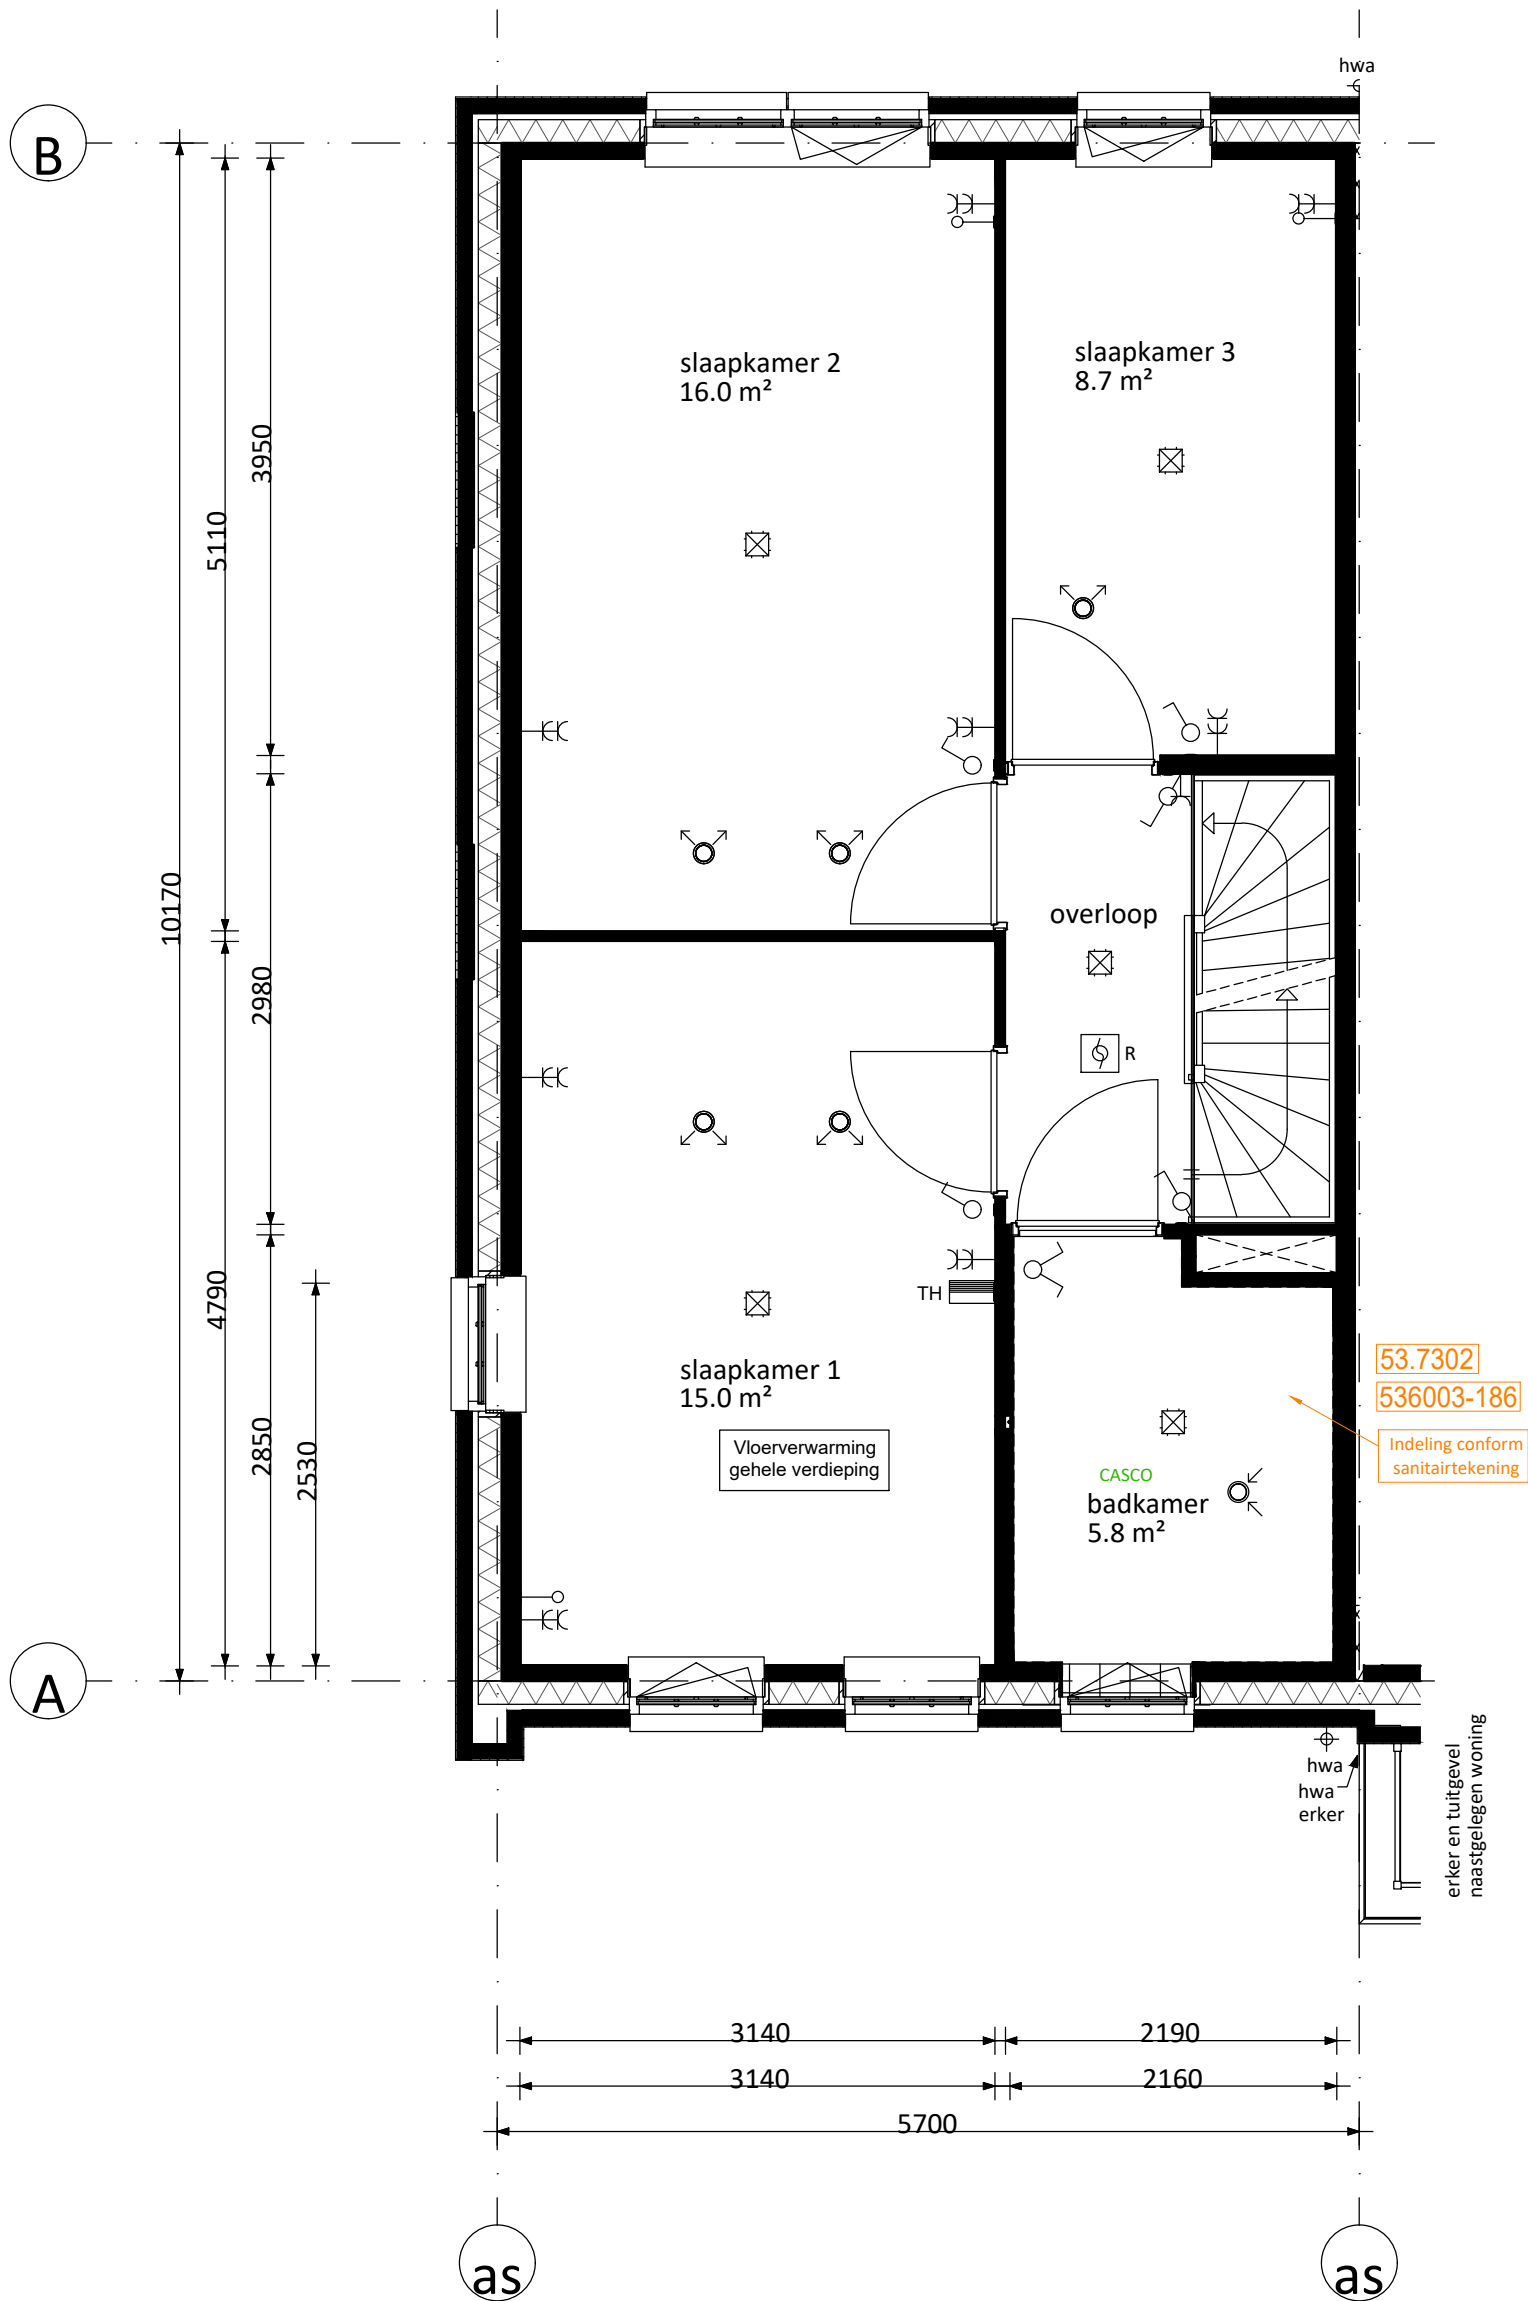 hwa
B
slaapkamer 2
16.0 m²
slaapkamer 3
8.7 m²
3950
5110
10170
2980
overloop
R
4790
TH
slaapkamer 1
15.0 m²
Vloerverwarming
gehele verdieping
2850
2530
53.7302
536003-186
Indeling conform
sanitairtekening
CASCO
badkamer
5.8 m²
A
hwa
hwa
erker
erker en tuitgevel
naastgelegen woning
3140
2190
3140
2160
5700
as
as